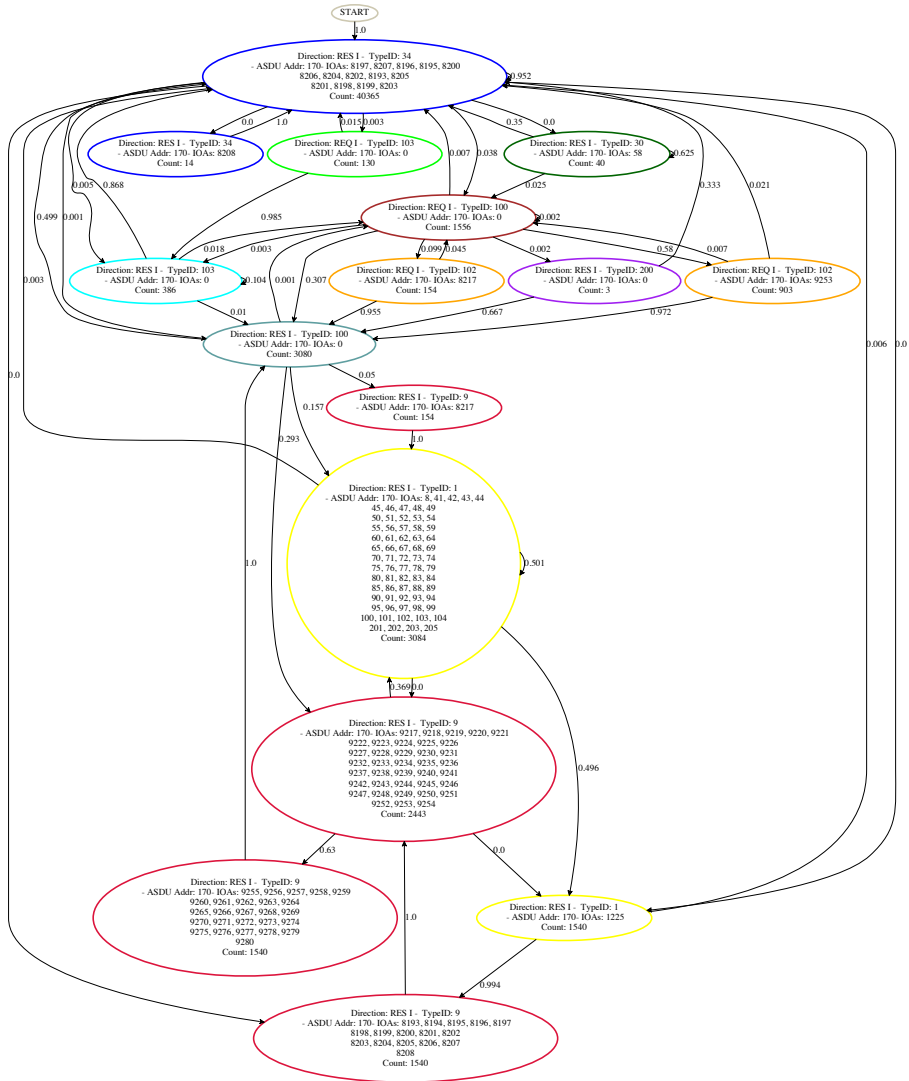 START
1.0
Direction: RES I - TypeID: 34
- ASDU Addr: 170- IOAs: 8197, 8207, 8196, 8195, 8200
8206, 8204, 8202, 8193, 8205
8201, 8198, 8199, 8203
Count: 40365
0.952
0.0
1.0
0.015
0.003
0.35
0.0
Direction: RES I - TypeID: 34
- ASDU Addr: 170- IOAs: 8208
Count: 14
Direction: REQ I - TypeID: 103
- ASDU Addr: 170- IOAs: 0
Count: 130
Direction: RES I - TypeID: 30
- ASDU Addr: 170- IOAs: 58
Count: 40
0.625
0.007
0.038
0.005
0.868
0.025
0.333
0.021
0.499
0.001
0.985
Direction: REQ I - TypeID: 100
- ASDU Addr: 170- IOAs: 0
Count: 1556
0.002
0.003
0.018
0.003
0.099
0.045
0.002
0.58
0.007
Direction: RES I - TypeID: 103
- ASDU Addr: 170- IOAs: 0
Count: 386
0.104
0.001
0.307
Direction: REQ I - TypeID: 102
- ASDU Addr: 170- IOAs: 8217
Count: 154
Direction: RES I - TypeID: 200
- ASDU Addr: 170- IOAs: 0
Count: 3
Direction: REQ I - TypeID: 102
- ASDU Addr: 170- IOAs: 9253
Count: 903
0.01
0.955
0.667
0.972
Direction: RES I - TypeID: 100
- ASDU Addr: 170- IOAs: 0
Count: 3080
0.006
0.0
0.0
0.05
0.157
0.293
Direction: RES I - TypeID: 9
- ASDU Addr: 170- IOAs: 8217
Count: 154
1.0
Direction: RES I - TypeID: 1
- ASDU Addr: 170- IOAs: 8, 41, 42, 43, 44
45, 46, 47, 48, 49
50, 51, 52, 53, 54
55, 56, 57, 58, 59
60, 61, 62, 63, 64
65, 66, 67, 68, 69
70, 71, 72, 73, 74
75, 76, 77, 78, 79
80, 81, 82, 83, 84
85, 86, 87, 88, 89
90, 91, 92, 93, 94
95, 96, 97, 98, 99
100, 101, 102, 103, 104
201, 202, 203, 205
Count: 3084
0.501
1.0
0.369
0.0
0.496
Direction: RES I - TypeID: 9
- ASDU Addr: 170- IOAs: 9217, 9218, 9219, 9220, 9221
9222, 9223, 9224, 9225, 9226
9227, 9228, 9229, 9230, 9231
9232, 9233, 9234, 9235, 9236
9237, 9238, 9239, 9240, 9241
9242, 9243, 9244, 9245, 9246
9247, 9248, 9249, 9250, 9251
9252, 9253, 9254
Count: 2443
0.63
0.0
Direction: RES I - TypeID: 9
- ASDU Addr: 170- IOAs: 9255, 9256, 9257, 9258, 9259
9260, 9261, 9262, 9263, 9264
9265, 9266, 9267, 9268, 9269
9270, 9271, 9272, 9273, 9274
9275, 9276, 9277, 9278, 9279
9280
Count: 1540
Direction: RES I - TypeID: 1
- ASDU Addr: 170- IOAs: 1225
Count: 1540
1.0
0.994
Direction: RES I - TypeID: 9
- ASDU Addr: 170- IOAs: 8193, 8194, 8195, 8196, 8197
8198, 8199, 8200, 8201, 8202
8203, 8204, 8205, 8206, 8207
8208
Count: 1540